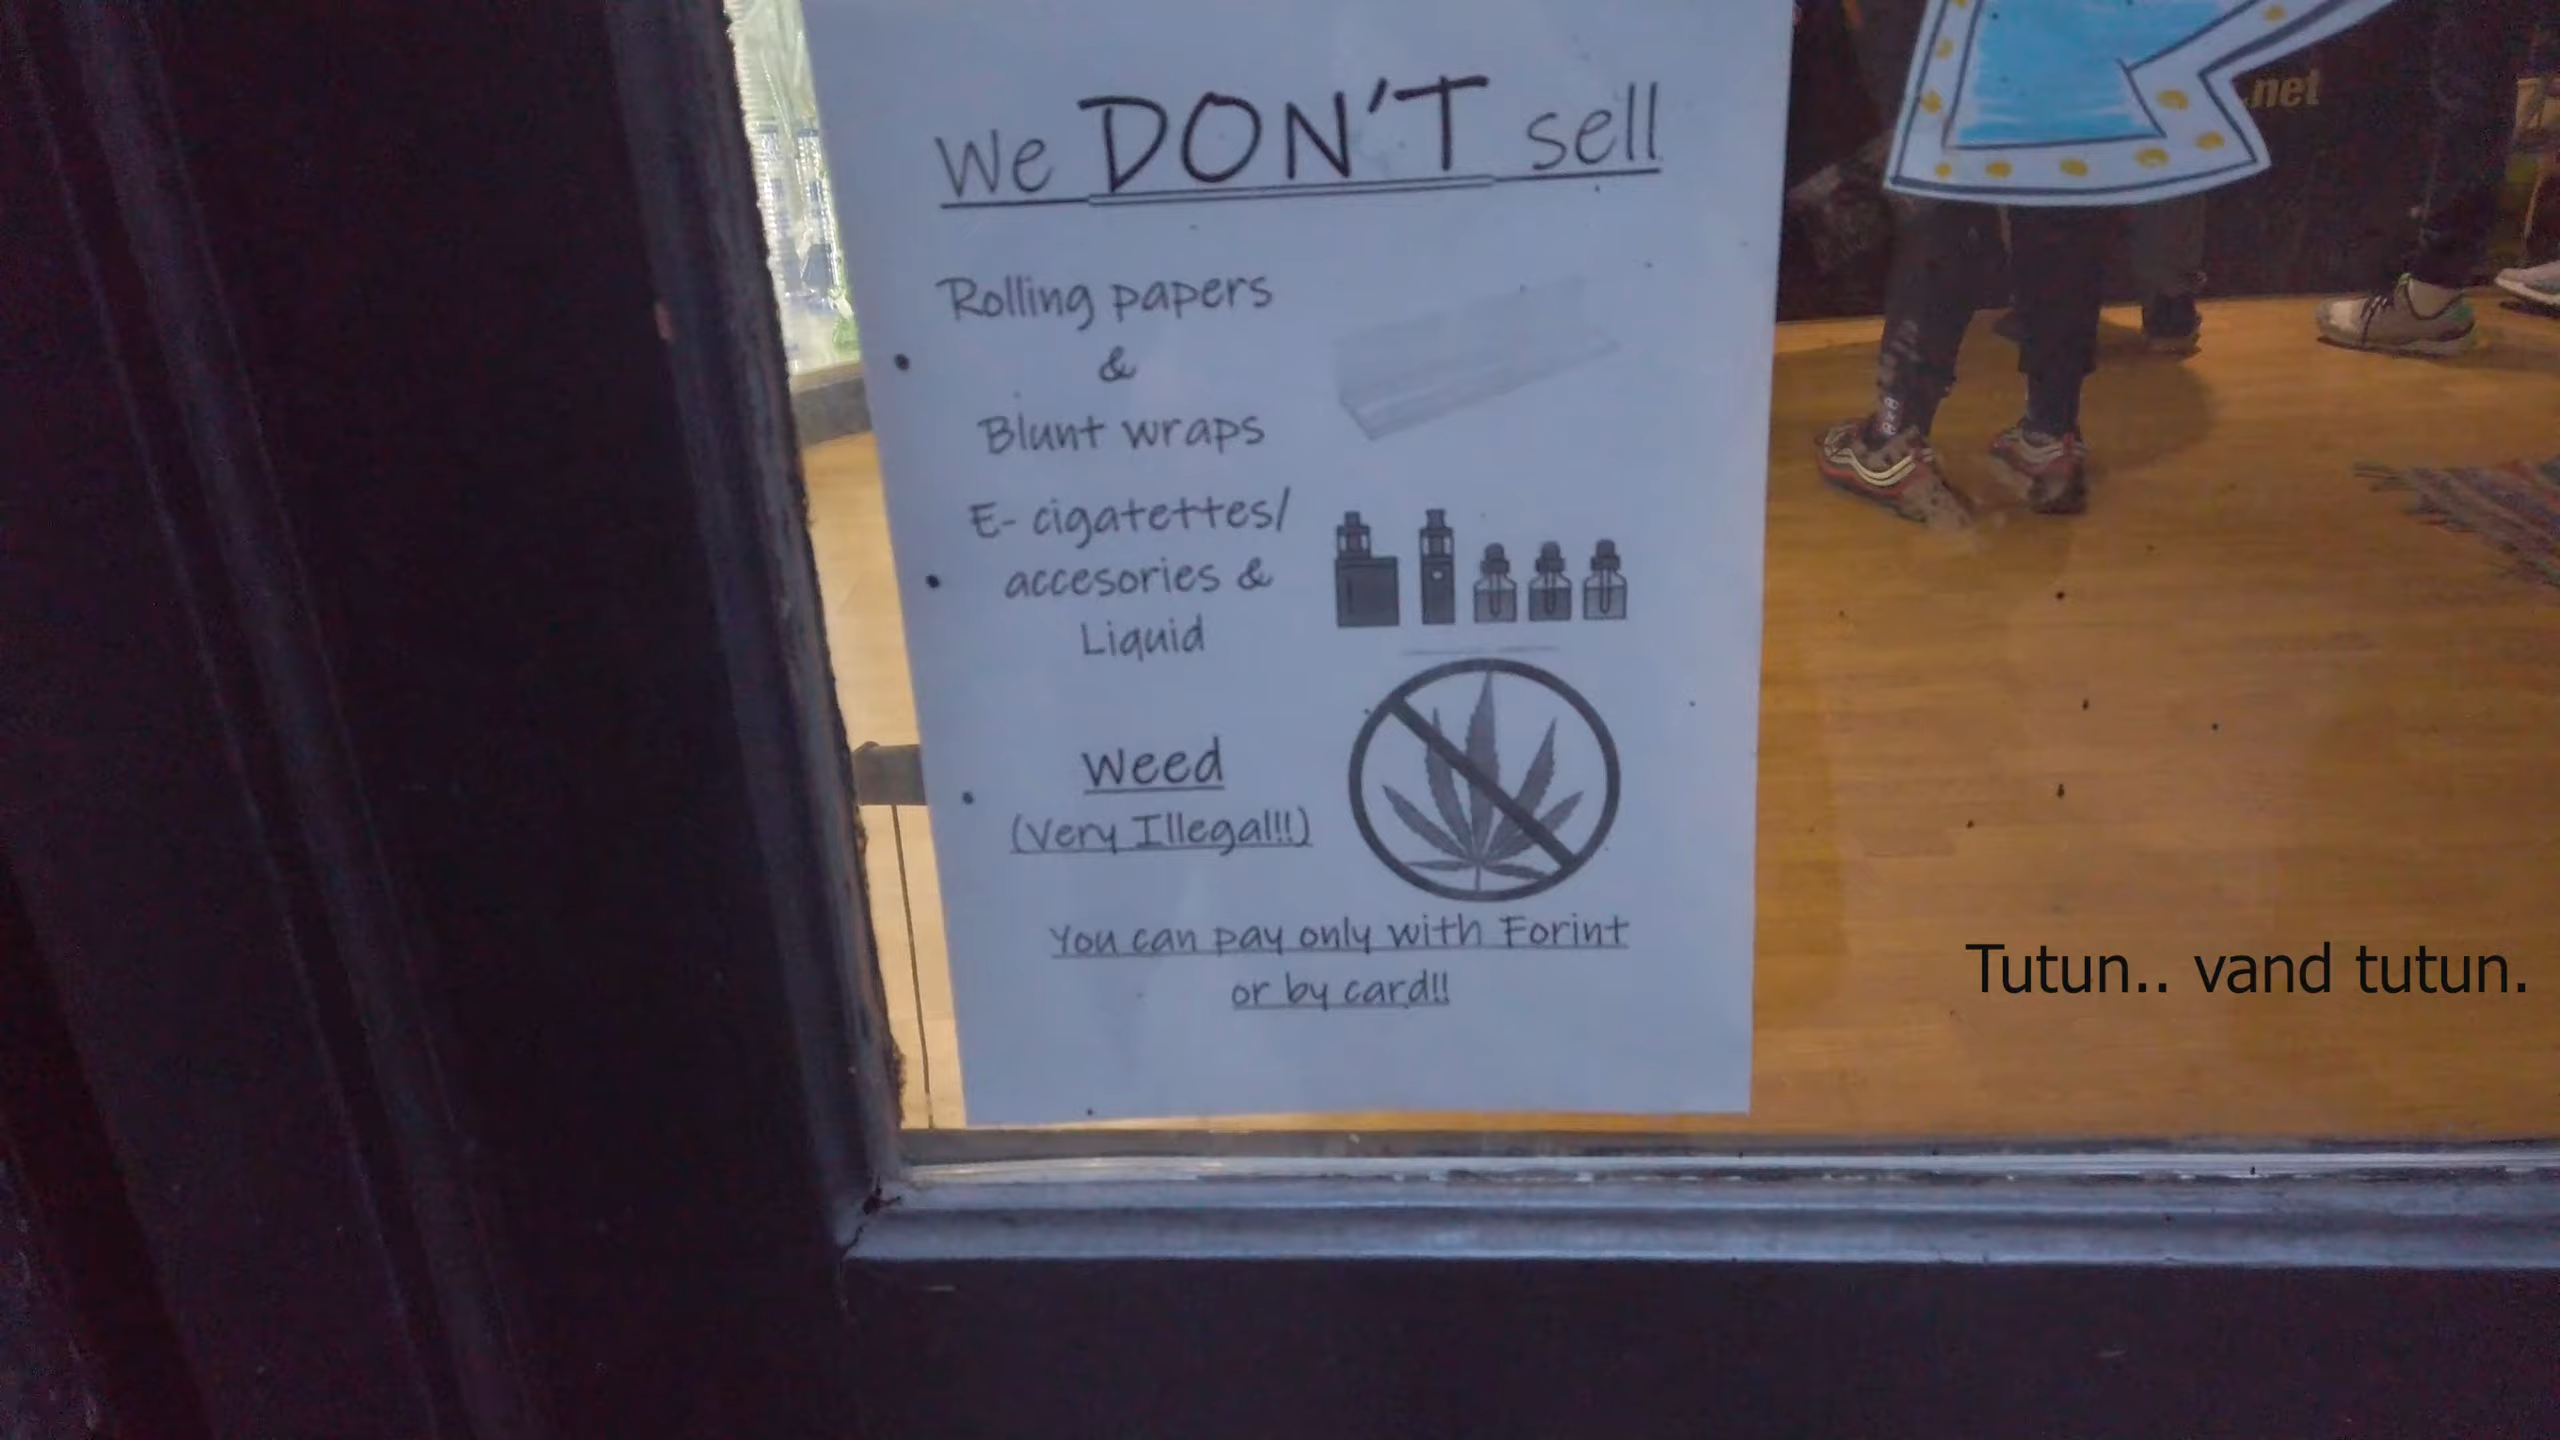 We DON'T sell
Rolling papers
&
Blunt wraps
E- cigatettes/
accesories &
Liquid
Weed
(Very Illegal!!!)
You can pay only with Forint
or by card!!
.net
Tutun.. vand tutun.